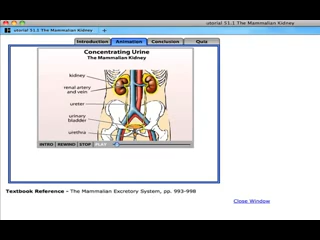 utorial 51.1 The Mammalian Kidney
utorial 51.1 The Mammalian Kidney
Introduction Animation Conclusion Quiz
Concentrating Urine
The Mammalian Kidney
kidney
renal artery
and vein
ureter
urinary
bladder
urethra
INTRO REWIND STOP PLAY
Textbook Reference - The Mammalian Excretory System, pp. 993-998
Close Window